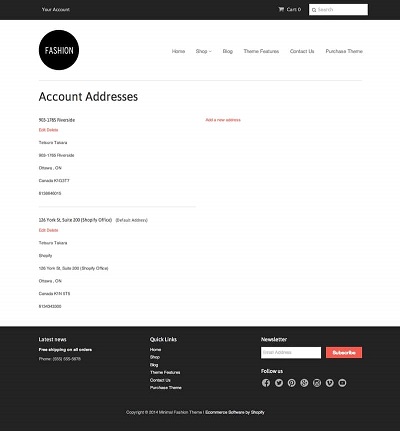 Your Account
Cart 0
Search
FASHION
Home
Shop
Blog
Theme Features
Contact Us
Purchase Theme
Account Addresses
903-1785 Riverside
Edit Delete
Tetsuro Takara
903-1785 Riverside
Ottawa , ON
Canada K1G3T7
6138640015
Add a new address
126 York St, Suite 200 (Shopify Office) (Default Address)
Edit Delete
Tetsuro Takara
Shopify
126 York St, Suite 200 (Shopify Office)
Ottawa , ON
Canada K1N 5T5
6134343300
Latest news
Free shipping on all orders
Phone: (555) 555-5678
Quick Links
Home
Shop
Blog
Theme Features
Contact Us
Purchase Theme
Newsletter
Email Address
Subscribe
Follow us
Copyright © 2014 Minimal Fashion Theme | Ecommerce Software by Shopify